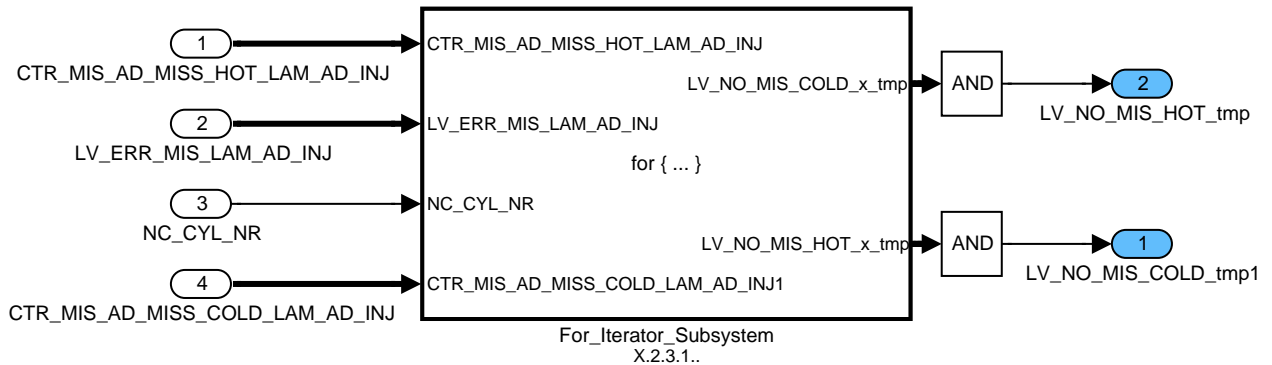 1
CTR_MIS_AD_MISS_HOT_LAM_AD_INJ
2
LV_ERR_MIS_LAM_AD_INJ
3
NC_CYL_NR
4
CTR_MIS_AD_MISS_COLD_LAM_AD_INJ
CTR_MIS_AD_MISS_HOT_LAM_AD_INJ
LV_NO_MIS_COLD_x_tmp
LV_ERR_MIS_LAM_AD_INJ
for { ... }
NC_CYL_NR
LV_NO_MIS_HOT_x_tmp
CTR_MIS_AD_MISS_COLD_LAM_AD_INJ1
For_Iterator_Subsystem
X.2.3.1..
AND
2
LV_NO_MIS_HOT_tmp
AND
1
LV_NO_MIS_COLD_tmp1